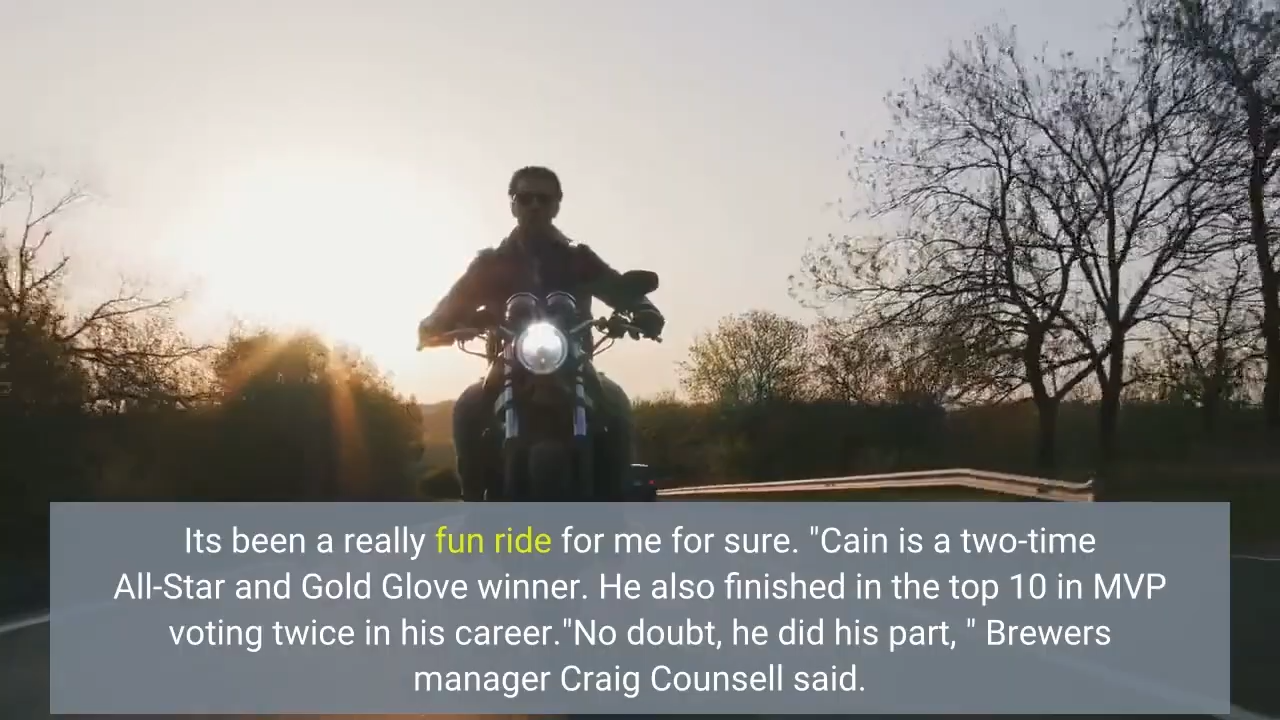 Its been a really fun ride for me for sure. "Cain is a two-time
All-Star and Gold Glove winner. He also finished in the top 10 in MVP
voting twice in his career."No doubt, he did his part, " Brewers
manager Craig Counsell said.